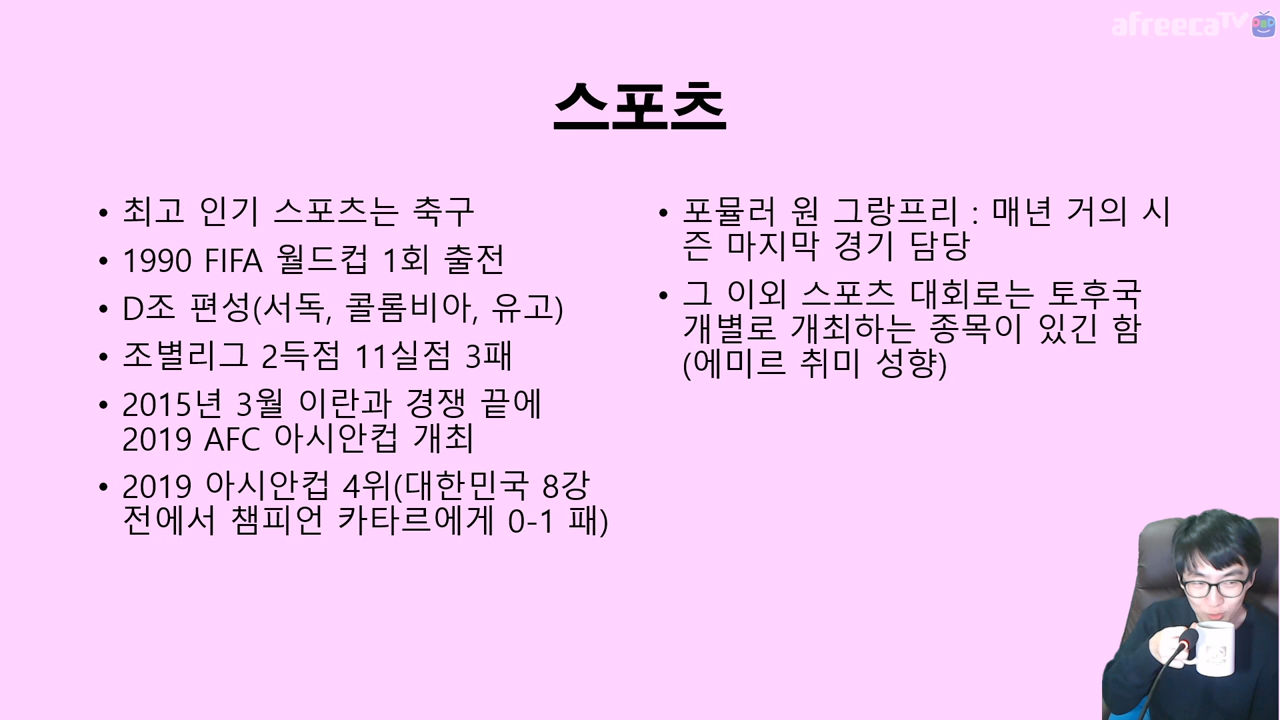 afreecaTV
스포츠
• 최고 인기 스포츠는 축구
• 1990 FIFA 월드컵 1회 출전
• D조 편성(서독, 콜롬비아, 유고)
• 조별리그 2득점 11실점 3패
• 2015년 3월 이란과 경쟁 끝에
2019 AFC 아시안컵 개최
• 2019 아시안컵 4위(대한민국 8강
전에서 챔피언 카타르에게 0-1 패)
• 포뮬러 원 그랑프리 : 매년 거의 시
즌 마지막 경기 담당
• 그 이외 스포츠 대회로는 토후국
개별로 개최하는 종목이 있긴 함
(에미르 취미 성향)